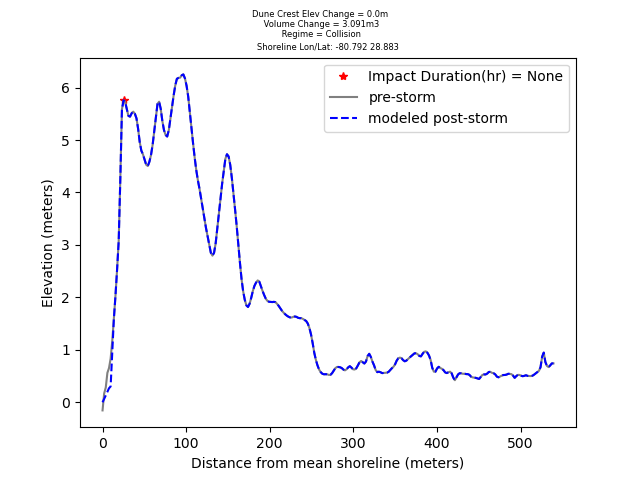 Dune Crest Elev Change = 0.0m
Volume Change = 3.091m3
Regime = Collision
Shoreline Lon/Lat: -80.792 28.883
Impact Duration(hr) = None
pre-storm
modeled post-storm
Elevation (meters)
6
5
4
3
2
1
0
0 100 200 300 400 500
Distance from mean shoreline (meters)